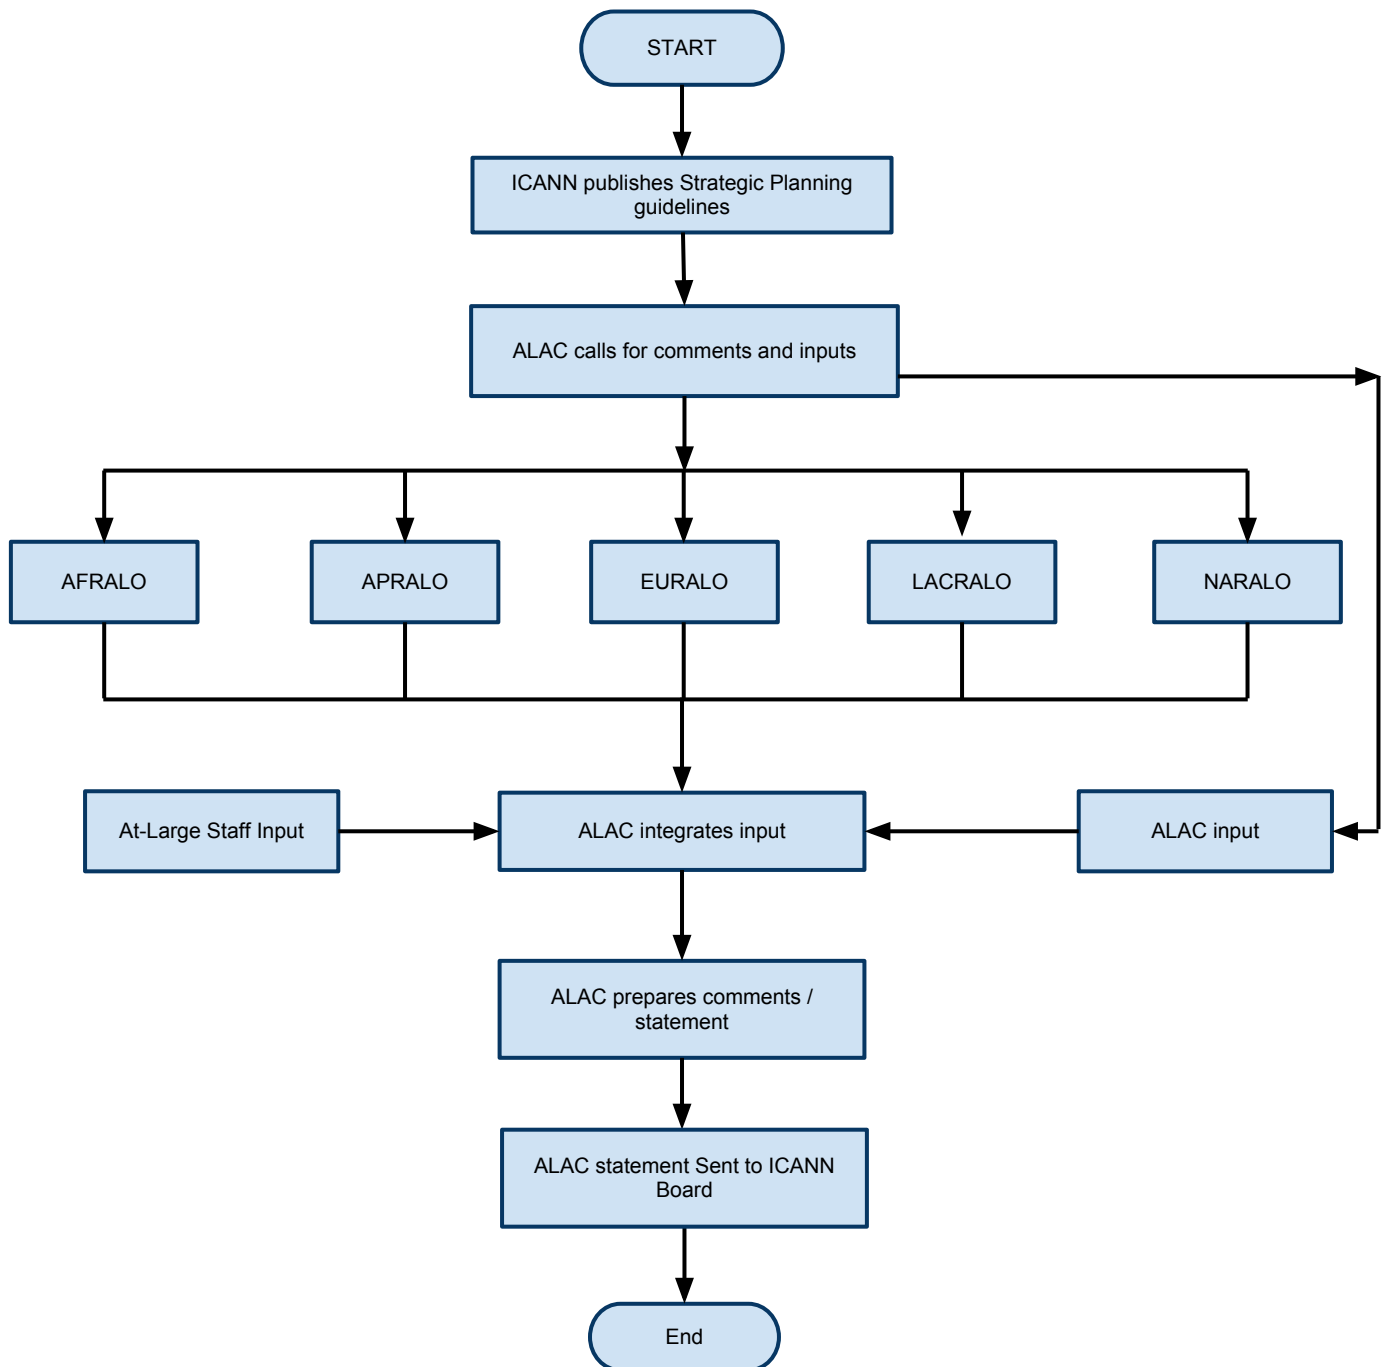 START
ICANN publishes Strategic Planning
guidelines
ALAC calls for comments and inputs
AFRALO
APRALO
EURALO
LACRALO
NARALO
At-Large Staff Input
ALAC integrates input
ALAC input
ALAC prepares comments /
statement
ALAC statement Sent to ICANN
Board
End